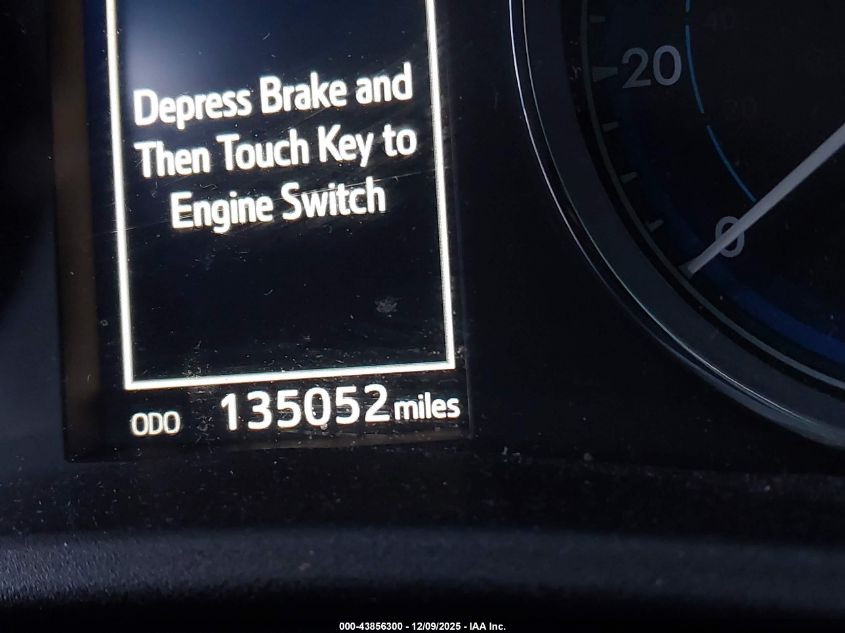 Depress Brake and
Then Touch Key to
Engine Switch
ODO 135052 miles
20
0
000-43856300 - 12/09/2025 - IAA Inc.